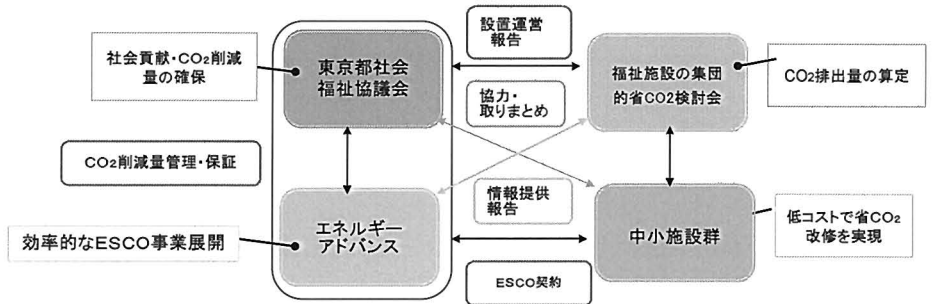 設置運営
報告
社会貢献・CO2削減
量の確保
東京都社会
福祉協議会
福祉施設の集団
的省CO2検討会
CO2排出量の算定
協力・
取りまとめ
CO2削減量管理・保証
情報提供
報告
効率的なESCO事業展開
エネルギー
アドバンス
中小施設群
低コストで省CO2
改修を実現
ESCO契約